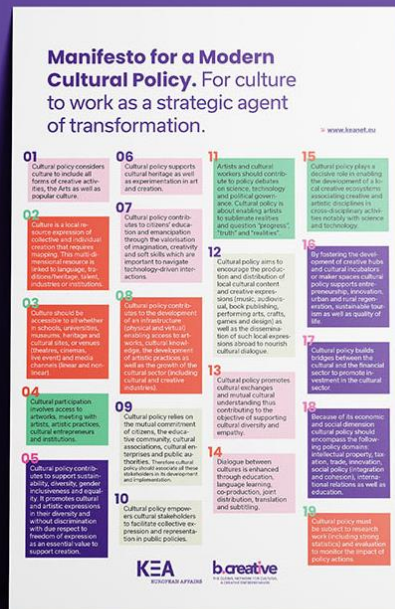 Manifesto for a Modern
Cultural Policy. For culture
to work as a strategic agent
of transformation.
> www.keanet.eu
01
Cultural policy considers
culture to include all
forms of creative activ-
ities, the Arts as well as
popular culture.
02
Culture is a local re-
source expression of
collective and individual
creation that requires
mapping. This multi di-
mensional resource is
linked to language, tra-
ditions/heritage, talent,
industries or institutions.
03
Culture should be
accessible to all whether
in schools, universities,
museums, heritage and
cultural sites, or venues
(theatres, cinemas,
live event) and media
channels (linear and non-
linear).
04
Cultural participation
involves access to
artworks, meeting with
artists, artistic practices,
cultural entrepreneurs
and institutions.
05
Cultural policy contrib-
utes to support sustain-
ability, diversity, gender
inclusiveness and equal-
ity. It promotes cultural
and artistic expressions
in their diversity and
without discrimination
with due respect to
freedom of expression
as an essential value to
support creation.
06
Cultural policy supports
cultural heritage as well
as experimentation in art
and creation.
07
Cultural policy contrib-
utes to citizens' educa-
tion and emancipation
through the valorisation
of imagination, creativity
and soft skills which are
important to navigate
technology-driven inter-
actions.
08
Cultural policy contrib-
utes to the development
of an infrastructure
(physical and virtual)
enabling access to art-
works, cultural knowl-
edge, the development
of artistic practices as
well as the growth of the
cultural sector (including
cultural and creative
industries).
09
Cultural policy relies on
the mutual commitment
of citizens, the educa-
tive community, cultural
associations, cultural en-
terprises and public au-
thorities. Therefore cultural
policy should associate all these
stakeholders in its development
and implementation.
10
Cultural policy empow-
ers cultural stakeholders
to facilitate collective ex-
pression and representa-
tion in public policies.
11
Artists and cultural
workers should contrib-
ute to policy debates
on science, technology
and political govern-
ance. Cultural policy is
about enabling artists
to sublimate realities
and question "progress",
"truth" and "realities".
12
Cultural policy aims to
encourage the produc-
tion and distribution
of local cultural
content and creative
expressions
(music, audiovis-
ual, book publishing,
performing arts, crafts,
games and design) as
well as the dissemina-
tion of such local expres-
sions abroad to nourish
cultural dialogue.
13
Cultural policy promotes
cultural exchanges
and mutual cultural
understanding thus
contributing to the
objective of supporting
cultural diversity and
empathy.
14
Dialogue between
cultures is enhanced
through education,
language learning,
co-production, joint
distribution, translation
and subtitling.
15
Cultural policy plays a
decisive role in enabling
the development of a lo-
cal creative ecosystems
associating creative and
artistic disciplines in
cross-disciplinary activi-
ties notably with science
and technology.
16
By fostering the devel-
opment of creative hubs
and cultural incubators
or maker spaces cultural
policy supports entre-
preneurship, innovation,
urban and rural regen-
eration, sustainable tour-
ism as well as quality of
life.
17
Cultural policy builds
bridges between the
cultural and the financial
sector to promote in-
vestment in the cultural
sector.
18
Because of its economic
and social dimension
cultural policy should
encompass the follow-
ing policy domains:
intellectual property, tax-
ation, trade, innovation,
social policy (integration
and cohesion), interna-
tional relations as well as
education.
19
Cultural policy must
be subject to research
work (including strong
statistics) and evaluation
to monitor the impact of
policy actions.
KEA
EUROPEAN AFFAIRS
b.creative